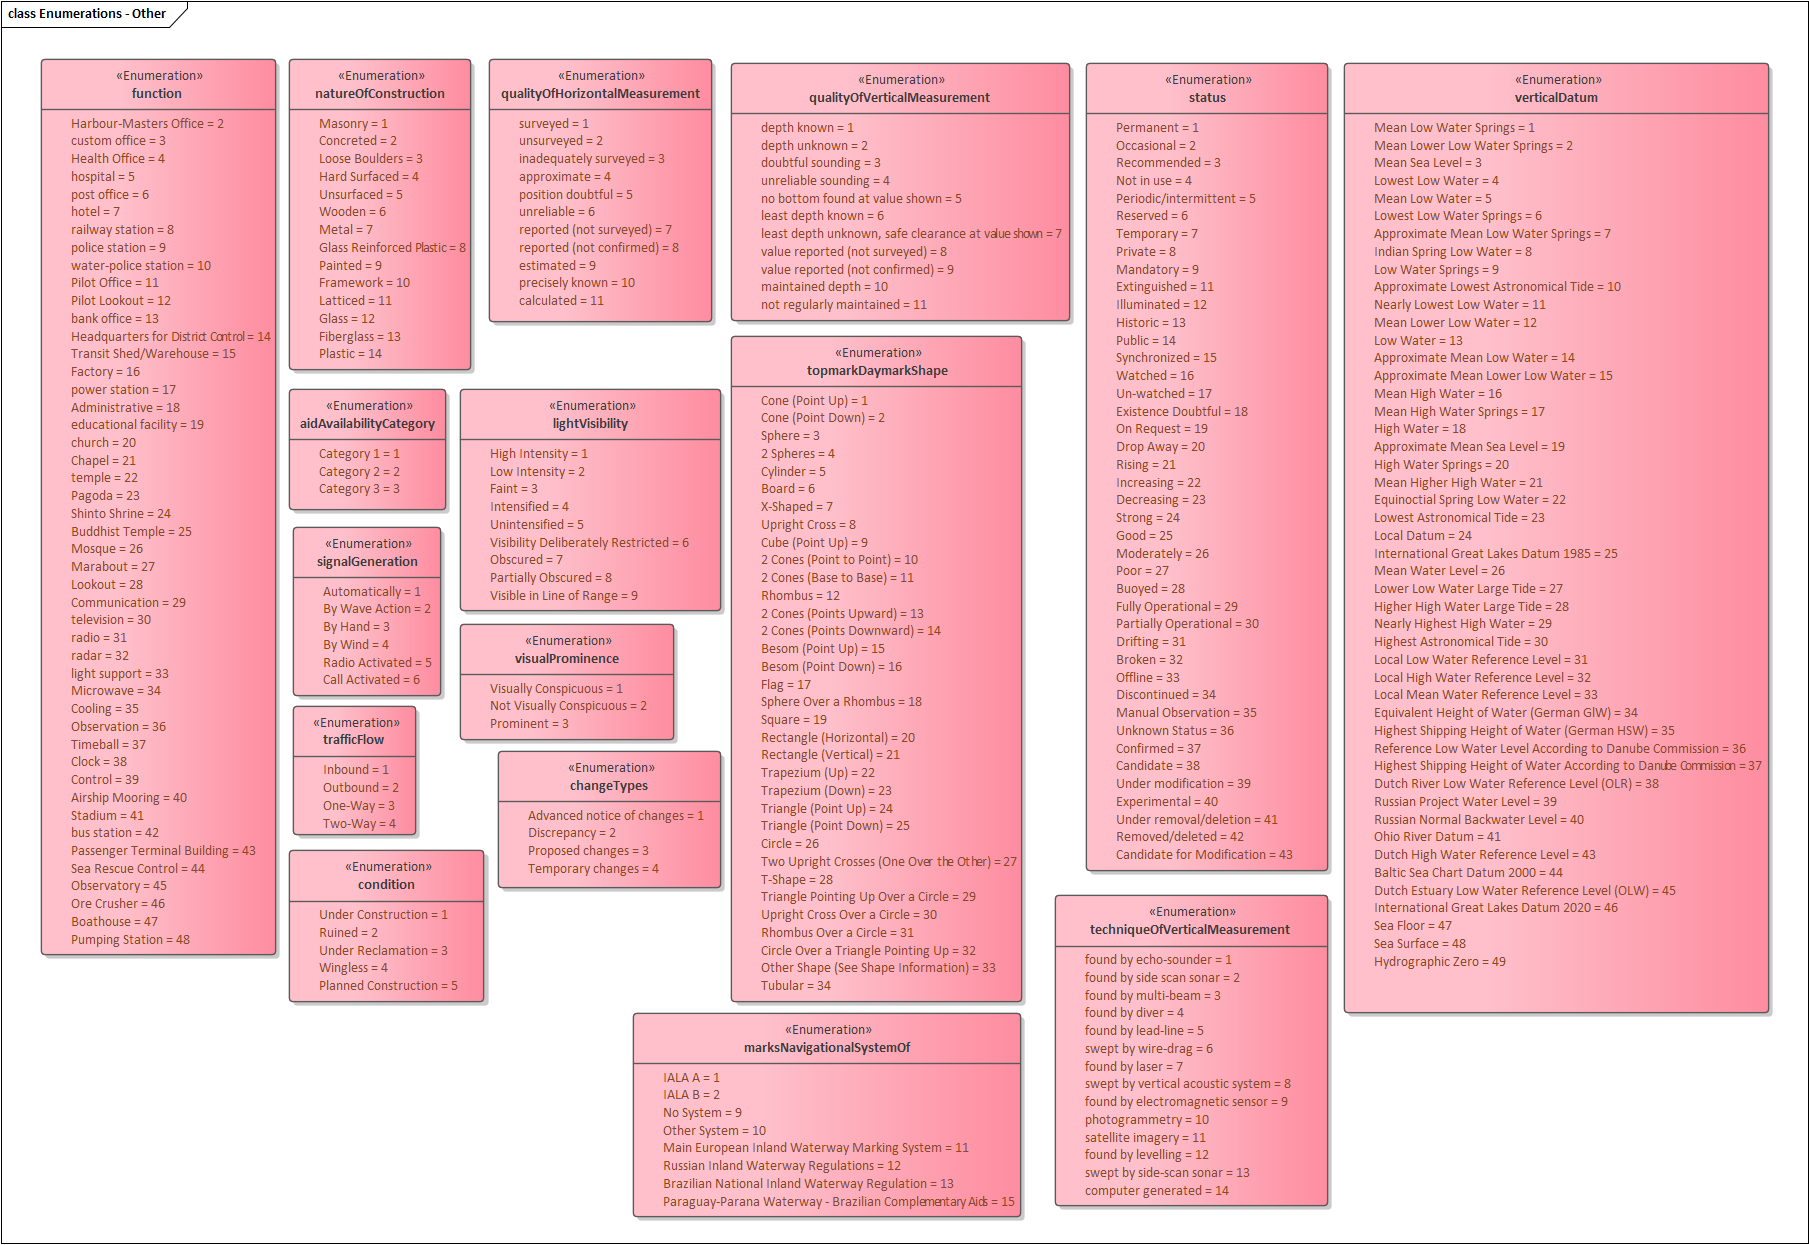 class Enumerations - Other
«Enumeration»
function
Harbour-Masters Office = 2
custom office = 3
Health Office = 4
hospital = 5
post office = 6
hotel = 7
railway station = 8
police station = 9
water-police station = 10
Pilot Office = 11
Pilot Lookout = 12
bank office = 13
Headquarters for District Control = 14
Transit Shed/Warehouse = 15
Factory = 16
power station = 17
Administrative = 18
educational facility = 19
church = 20
Chapel = 21
temple = 22
Pagoda = 23
Shinto Shrine = 24
Buddhist Temple = 25
Mosque = 26
Marabout = 27
Lookout = 28
Communication = 29
television = 30
radio = 31
radar = 32
light support = 33
Microwave = 34
Cooling = 35
Observation = 36
Timeball = 37
Clock = 38
Control = 39
Airship Mooring = 40
Stadium = 41
bus station = 42
Passenger Terminal Building = 43
Sea Rescue Control = 44
Observatory = 45
Ore Crusher = 46
Boathouse = 47
Pumping Station = 48
«Enumeration»
natureOfConstruction
Masonry = 1
Concreted = 2
Loose Boulders = 3
Hard Surfaced = 4
Unsurfaced = 5
Wooden = 6
Metal = 7
Glass Reinforced Plastic = 8
Painted = 9
Framework = 10
Latticed = 11
Glass = 12
Fiberglass = 13
Plastic = 14
«Enumeration»
aidAvailabilityCategory
Category 1 = 1
Category 2 = 2
Category 3 = 3
«Enumeration»
signalGeneration
Automatically = 1
By Wave Action = 2
By Hand = 3
By Wind = 4
Radio Activated = 5
Call Activated = 6
«Enumeration»
trafficFlow
Inbound = 1
Outbound = 2
One-Way = 3
Two-Way = 4
«Enumeration»
condition
Under Construction = 1
Ruined = 2
Under Reclamation = 3
Wingless = 4
Planned Construction = 5
«Enumeration»
qualityOfHorizontalMeasurement
surveyed = 1
unsurveyed = 2
inadequately surveyed = 3
approximate = 4
position doubtful = 5
unreliable = 6
reported (not surveyed) = 7
reported (not confirmed) = 8
estimated = 9
precisely known = 10
calculated = 11
«Enumeration»
lightVisibility
High Intensity = 1
Low Intensity = 2
Faint = 3
Intensified = 4
Unintensified = 5
Visibility Deliberately Restricted = 6
Obscured = 7
Partially Obscured = 8
Visible in Line of Range = 9
«Enumeration»
visualProminence
Visually Conspicuous = 1
Not Visually Conspicuous = 2
Prominent = 3
«Enumeration»
changeTypes
Advanced notice of changes = 1
Discrepancy = 2
Proposed changes = 3
Temporary changes = 4
«Enumeration»
qualityOfVerticalMeasurement
depth known = 1
depth unknown = 2
doubtful sounding = 3
unreliable sounding = 4
no bottom found at value shown = 5
least depth known = 6
least depth unknown, safe clearance at value shown = 7
value reported (not surveyed) = 8
value reported (not confirmed) = 9
maintained depth = 10
not regularly maintained = 11
«Enumeration»
topmarkDaymarkShape
Cone (Point Up) = 1
Cone (Point Down) = 2
Sphere = 3
2 Spheres = 4
Cylinder = 5
Board = 6
X-Shaped = 7
Upright Cross = 8
Cube (Point Up) = 9
2 Cones (Point to Point) = 10
2 Cones (Base to Base) = 11
Rhombus = 12
2 Cones (Points Upward) = 13
2 Cones (Points Downward) = 14
Besom (Point Up) = 15
Besom (Point Down) = 16
Flag = 17
Sphere Over a Rhombus = 18
Square = 19
Rectangle (Horizontal) = 20
Rectangle (Vertical) = 21
Trapezium (Up) = 22
Trapezium (Down) = 23
Triangle (Point Up) = 24
Triangle (Point Down) = 25
Circle = 26
Two Upright Crosses (One Over the Other) = 27
T-Shape = 28
Triangle Pointing Up Over a Circle = 29
Upright Cross Over a Circle = 30
Rhombus Over a Circle = 31
Circle Over a Triangle Pointing Up = 32
Other Shape (See Shape Information) = 33
Tubular = 34
«Enumeration»
marksNavigationalSystemOf
IALA A = 1
IALA B = 2
No System = 9
Other System = 10
Main European Inland Waterway Marking System = 11
Russian Inland Waterway Regulations = 12
Brazilian National Inland Waterway Regulation = 13
Paraguay-Parana Waterway - Brazilian Complementary Aids = 15
«Enumeration»
status
Permanent = 1
Occasional = 2
Recommended = 3
Not in use = 4
Periodic/intermittent = 5
Reserved = 6
Temporary = 7
Private = 8
Mandatory = 9
Extinguished = 11
Illuminated = 12
Historic = 13
Public = 14
Synchronized = 15
Watched = 16
Un-watched = 17
Existence Doubtful = 18
On Request = 19
Drop Away = 20
Rising = 21
Increasing = 22
Decreasing = 23
Strong = 24
Good = 25
Moderately = 26
Poor = 27
Buoyed = 28
Fully Operational = 29
Partially Operational = 30
Drifting = 31
Broken = 32
Offline = 33
Discontinued = 34
Manual Observation = 35
Unknown Status = 36
Confirmed = 37
Candidate = 38
Under modification = 39
Experimental = 40
Under removal/deletion = 41
Removed/deleted = 42
Candidate for Modification = 43
«Enumeration»
techniqueOfVerticalMeasurement
found by echo-sounder = 1
found by side scan sonar = 2
found by multi-beam = 3
found by diver = 4
found by lead-line = 5
swept by wire-drag = 6
found by laser = 7
swept by vertical acoustic system = 8
found by electromagnetic sensor = 9
photogrammetry = 10
satellite imagery = 11
found by levelling = 12
swept by side-scan sonar = 13
computer generated = 14
«Enumeration»
verticalDatum
Mean Low Water Springs = 1
Mean Lower Low Water Springs = 2
Mean Sea Level = 3
Lowest Low Water = 4
Mean Low Water = 5
Lowest Low Water Springs = 6
Approximate Mean Low Water Springs = 7
Indian Spring Low Water = 8
Low Water Springs = 9
Approximate Lowest Astronomical Tide = 10
Nearly Lowest Low Water = 11
Mean Lower Low Water = 12
Low Water = 13
Approximate Mean Low Water = 14
Approximate Mean Lower Low Water = 15
Mean High Water = 16
Mean High Water Springs = 17
High Water = 18
Approximate Mean Sea Level = 19
High Water Springs = 20
Mean Higher High Water = 21
Equinoctial Spring Low Water = 22
Lowest Astronomical Tide = 23
Local Datum = 24
International Great Lakes Datum 1985 = 25
Mean Water Level = 26
Lower Low Water Large Tide = 27
Higher High Water Large Tide = 28
Nearly Highest High Water = 29
Highest Astronomical Tide = 30
Local Low Water Reference Level = 31
Local High Water Reference Level = 32
Local Mean Water Reference Level = 33
Equivalent Height of Water (German GlW) = 34
Highest Shipping Height of Water (German HSW) = 35
Reference Low Water Level According to Danube Commission = 36
Highest Shipping Height of Water According to Danube Commission = 37
Dutch River Low Water Reference Level (OLR) = 38
Russian Project Water Level = 39
Russian Normal Backwater Level = 40
Ohio River Datum = 41
Dutch High Water Reference Level = 43
Baltic Sea Chart Datum 2000 = 44
Dutch Estuary Low Water Reference Level (OLW) = 45
International Great Lakes Datum 2020 = 46
Sea Floor = 47
Sea Surface = 48
Hydrographic Zero = 49